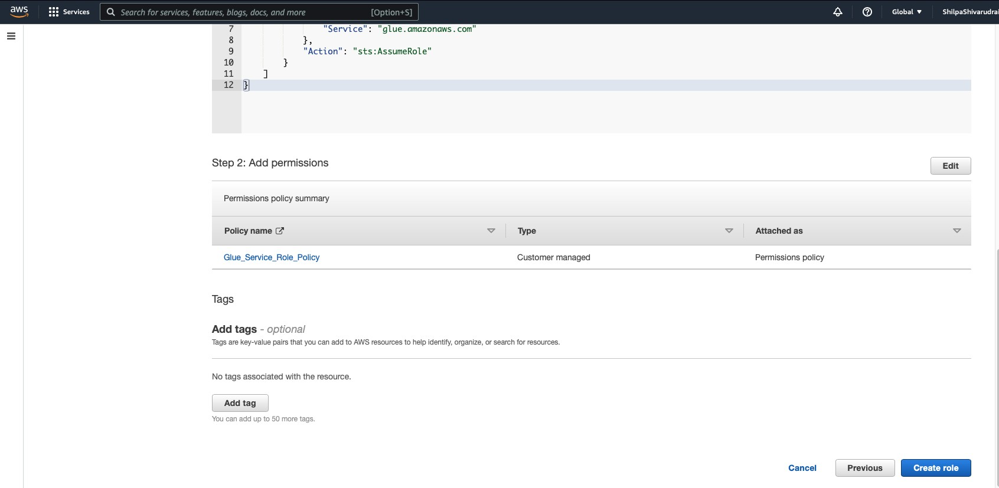 aws Services Search for services, features, blogs, docs, and more [Option+S] Global ShilpaShivarudrai
7 "Service": "glue.amazonaws.com"
8 },
9 "Action": "sts:AssumeRole"
10 }
11 ]
12 }
Step 2: Add permissions
Edit
Permissions policy summary
Policy name Type Attached as
Glue_Service_Role_Policy Customer managed Permissions policy
Tags
Add tags - optional
Tags are key-value pairs that you can add to AWS resources to help identify, organize, or search for resources.
No tags associated with the resource.
Add tag
You can add up to 50 more tags.
Cancel Previous Create role